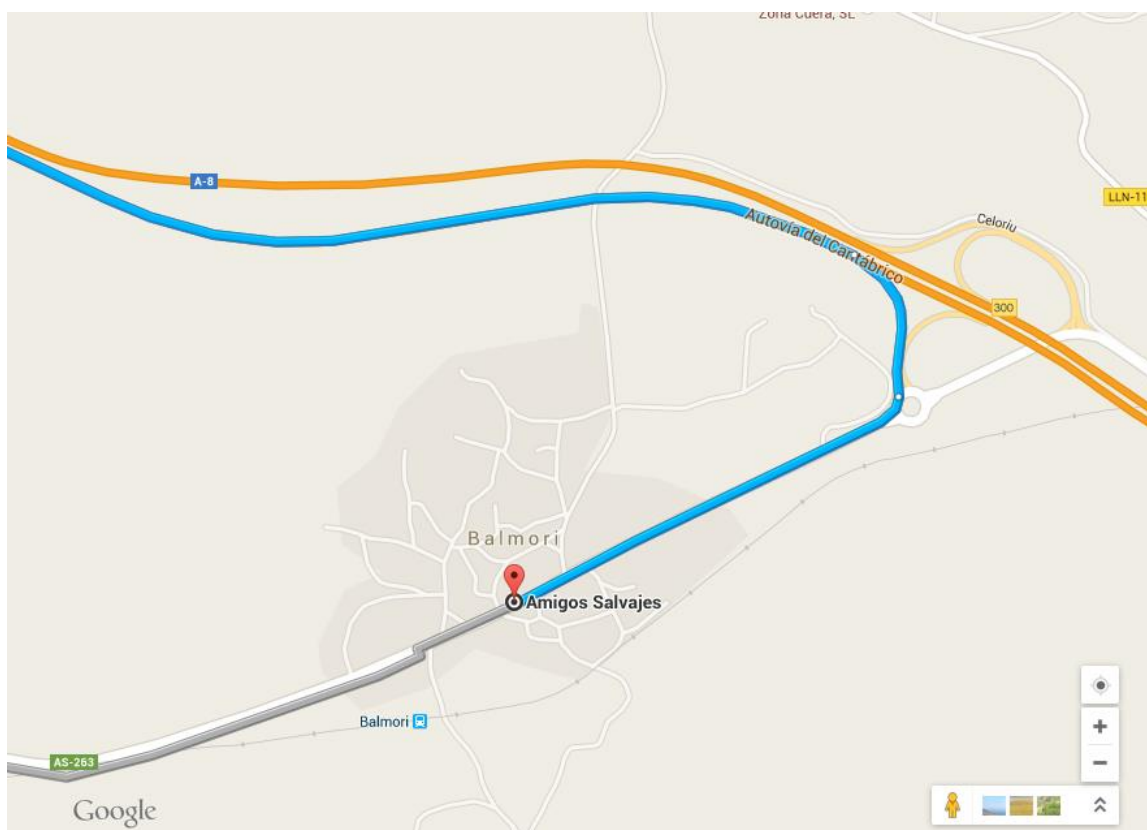 Zona Cuera, SL
A-8
LLN-11
Celoriu
Autovía del Cantábrico
300
Balmori
Amigos Salvajes
Balmori
AS-263
Google